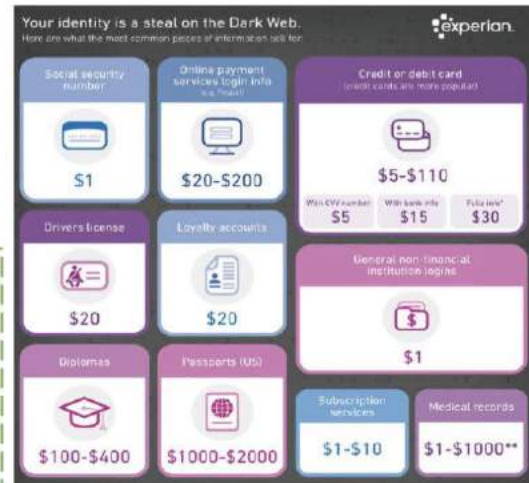 Your identity is a steal on the Dark Web.
Here are what the most common pieces of information sell for:
experian.
Social security
number
$1
Online payment
services login info
(e.g. Paypal)
$20-$200
Credit or debit card
(credit cards are more popular)
$5-$110
With CVV number
$5
With bank info
$15
Fullz info*
$30
Drivers license
$20
Loyalty accounts
$20
General non-financial
institution logins
$
$1
Diplomas
$100-$400
Passports (US)
$1000-$2000
Subscription
services
$1-$10
Medical records
$1-$1000**